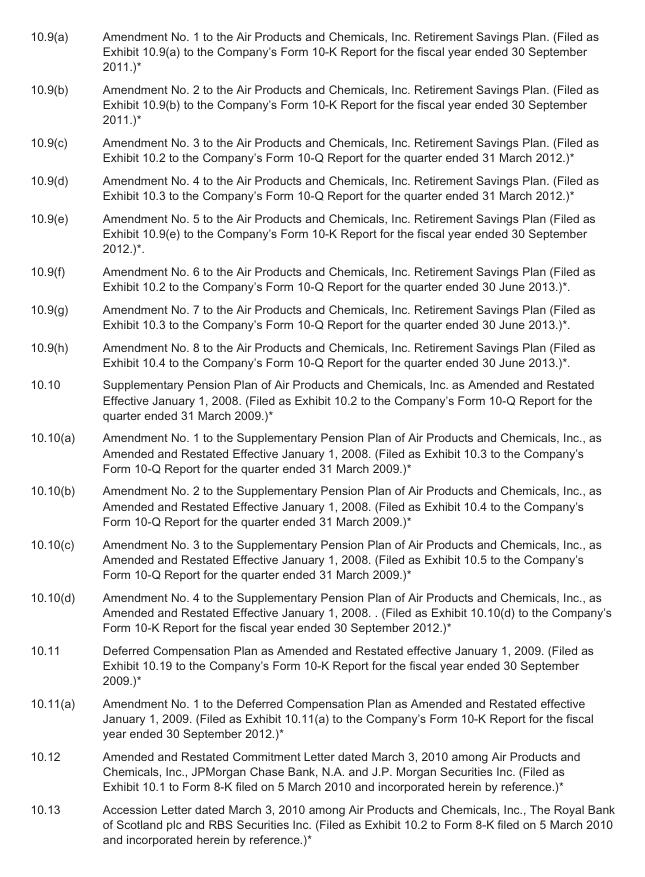 10.9(a) Amendment No. 1 to the Air Products and Chemicals, Inc. Retirement Savings Plan. (Filed as
Exhibit 10.9(a) to the Company’s Form 10-K Report for the fiscal year ended 30 September
2011.)*
10.9(b) Amendment No. 2 to the Air Products and Chemicals, Inc. Retirement Savings Plan. (Filed as
Exhibit 10.9(b) to the Company’s Form 10-K Report for the fiscal year ended 30 September
2011.)*
10.9(c) Amendment No. 3 to the Air Products and Chemicals, Inc. Retirement Savings Plan. (Filed as
Exhibit 10.2 to the Company’s Form 10-Q Report for the quarter ended 31 March 2012.)*
10.9(d) Amendment No. 4 to the Air Products and Chemicals, Inc. Retirement Savings Plan. (Filed as
Exhibit 10.3 to the Company’s Form 10-Q Report for the quarter ended 31 March 2012.)*
10.9(e) Amendment No. 5 to the Air Products and Chemicals, Inc. Retirement Savings Plan (Filed as
Exhibit 10.9(e) to the Company’s Form 10-K Report for the fiscal year ended 30 September
2012.)*.
10.9(f) Amendment No. 6 to the Air Products and Chemicals, Inc. Retirement Savings Plan (Filed as
Exhibit 10.2 to the Company’s Form 10-Q Report for the quarter ended 30 June 2013.)*.
10.9(g) Amendment No. 7 to the Air Products and Chemicals, Inc. Retirement Savings Plan (Filed as
Exhibit 10.3 to the Company’s Form 10-Q Report for the quarter ended 30 June 2013.)*.
10.9(h) Amendment No. 8 to the Air Products and Chemicals, Inc. Retirement Savings Plan (Filed as
Exhibit 10.4 to the Company’s Form 10-Q Report for the quarter ended 30 June 2013.)*.
10.10 Supplementary Pension Plan of Air Products and Chemicals, Inc. as Amended and Restated
Effective January 1, 2008. (Filed as Exhibit 10.2 to the Company’s Form 10-Q Report for the
quarter ended 31 March 2009.)*
10.10(a) Amendment No. 1 to the Supplementary Pension Plan of Air Products and Chemicals, Inc., as
Amended and Restated Effective January 1, 2008. (Filed as Exhibit 10.3 to the Company’s
Form 10-Q Report for the quarter ended 31 March 2009.)*
10.10(b) Amendment No. 2 to the Supplementary Pension Plan of Air Products and Chemicals, Inc., as
Amended and Restated Effective January 1, 2008. (Filed as Exhibit 10.4 to the Company’s
Form 10-Q Report for the quarter ended 31 March 2009.)*
10.10(c) Amendment No. 3 to the Supplementary Pension Plan of Air Products and Chemicals, Inc., as
Amended and Restated Effective January 1, 2008. (Filed as Exhibit 10.5 to the Company’s
Form 10-Q Report for the quarter ended 31 March 2009.)*
10.10(d) Amendment No. 4 to the Supplementary Pension Plan of Air Products and Chemicals, Inc., as
Amended and Restated Effective January 1, 2008. . (Filed as Exhibit 10.10(d) to the Company’s
Form 10-K Report for the fiscal year ended 30 September 2012.)*
10.11 Deferred Compensation Plan as Amended and Restated effective January 1, 2009. (Filed as
Exhibit 10.19 to the Company’s Form 10-K Report for the fiscal year ended 30 September
2009.)*
10.11(a) Amendment No. 1 to the Deferred Compensation Plan as Amended and Restated effective
January 1, 2009. (Filed as Exhibit 10.11(a) to the Company’s Form 10-K Report for the fiscal
year ended 30 September 2012.)*
10.12 Amended and Restated Commitment Letter dated March 3, 2010 among Air Products and
Chemicals, Inc., JPMorgan Chase Bank, N.A. and J.P. Morgan Securities Inc. (Filed as
Exhibit 10.1 to Form 8-K filed on 5 March 2010 and incorporated herein by reference.)*
10.13 Accession Letter dated March 3, 2010 among Air Products and Chemicals, Inc., The Royal Bank
of Scotland plc and RBS Securities Inc. (Filed as Exhibit 10.2 to Form 8-K filed on 5 March 2010
and incorporated herein by reference.)*